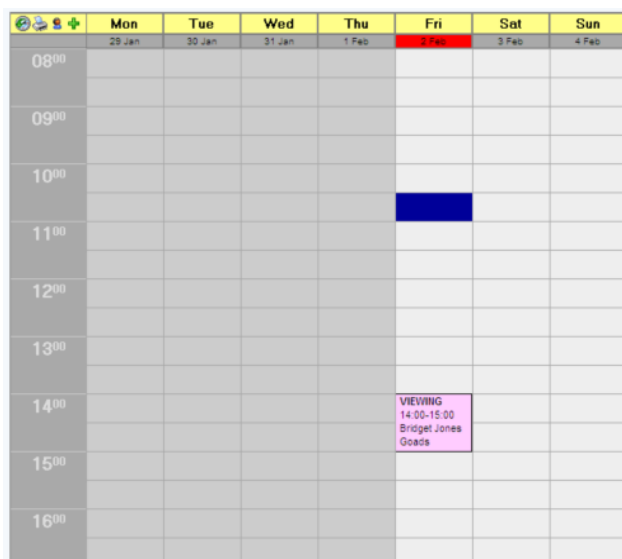 Mon Tue Wed Thu Fri Sat Sun
29 Jan 30 Jan 31 Jan 1 Feb 2 Feb 3 Feb 4 Feb
0800
0900
1000
1100
1200
1300
1400
VIEWING
14:00-15:00
Bridget Jones
Goads
1500
1600